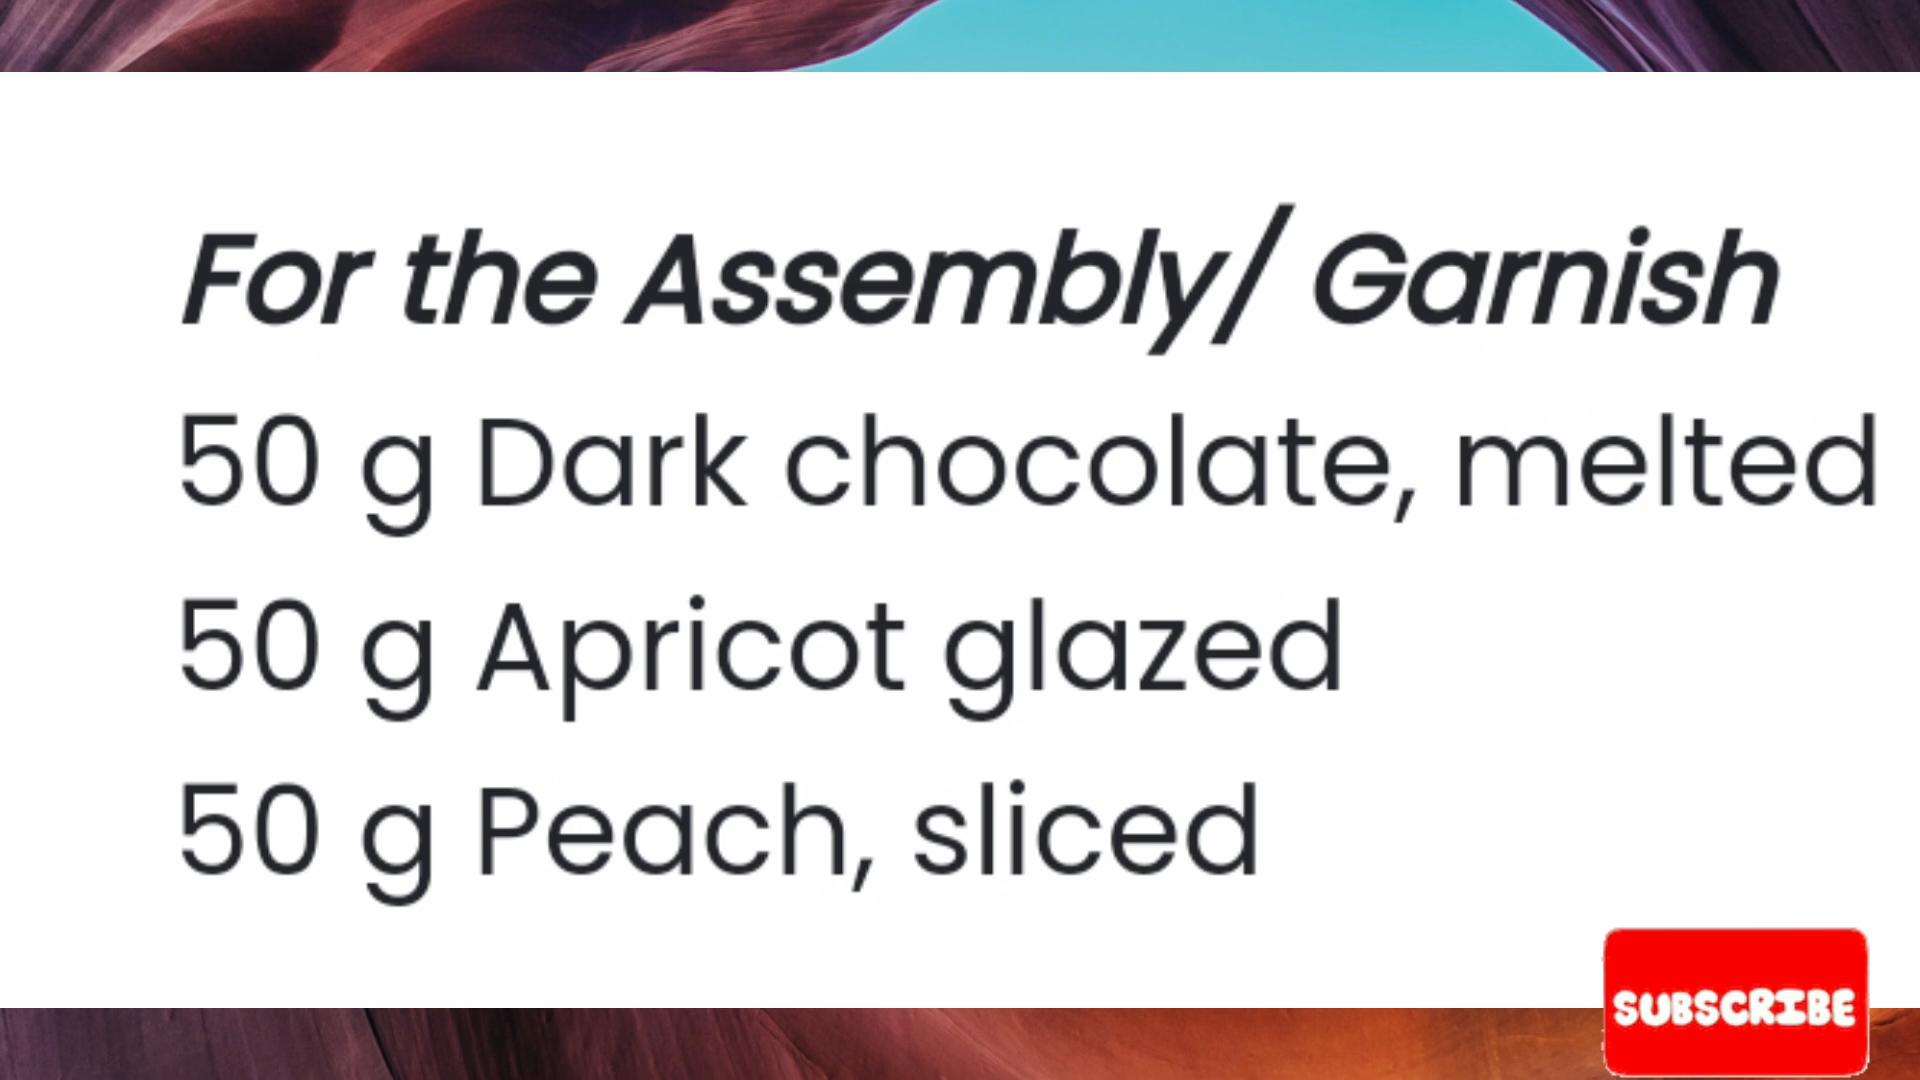 For the Assembly/ Garnish
50 g Dark chocolate, melted
50 g Apricot glazed
50 g Peach, sliced
SUBSCRIBE